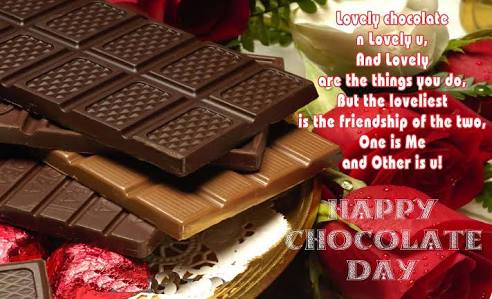 Lovely chocolate
n Lovely u,
And Lovely
are the things you do,
But the loveliest
is the friendship of the two,
One is Me
and Other is u!
HAPPY
CHOCOLATE
DAY